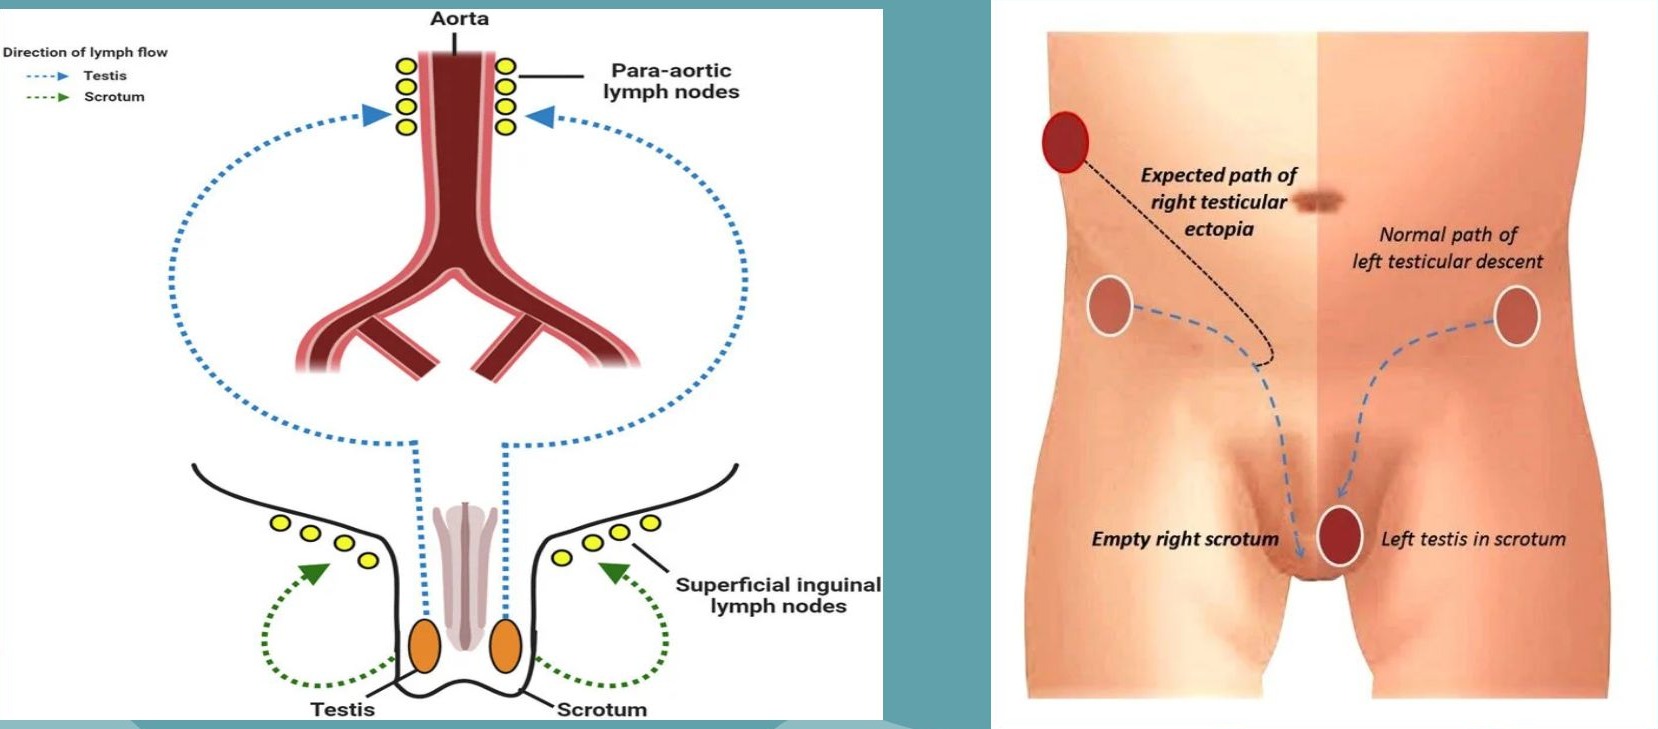 Aorta
Direction of lymph flow
Testis
Scrotum
Para-aortic
lymph nodes
Superficial inguinal
lymph nodes
Testis
Scrotum
Expected path of
right testicular
ectopia
Normal path of
left testicular descent
Empty right scrotum
Left testis in scrotum